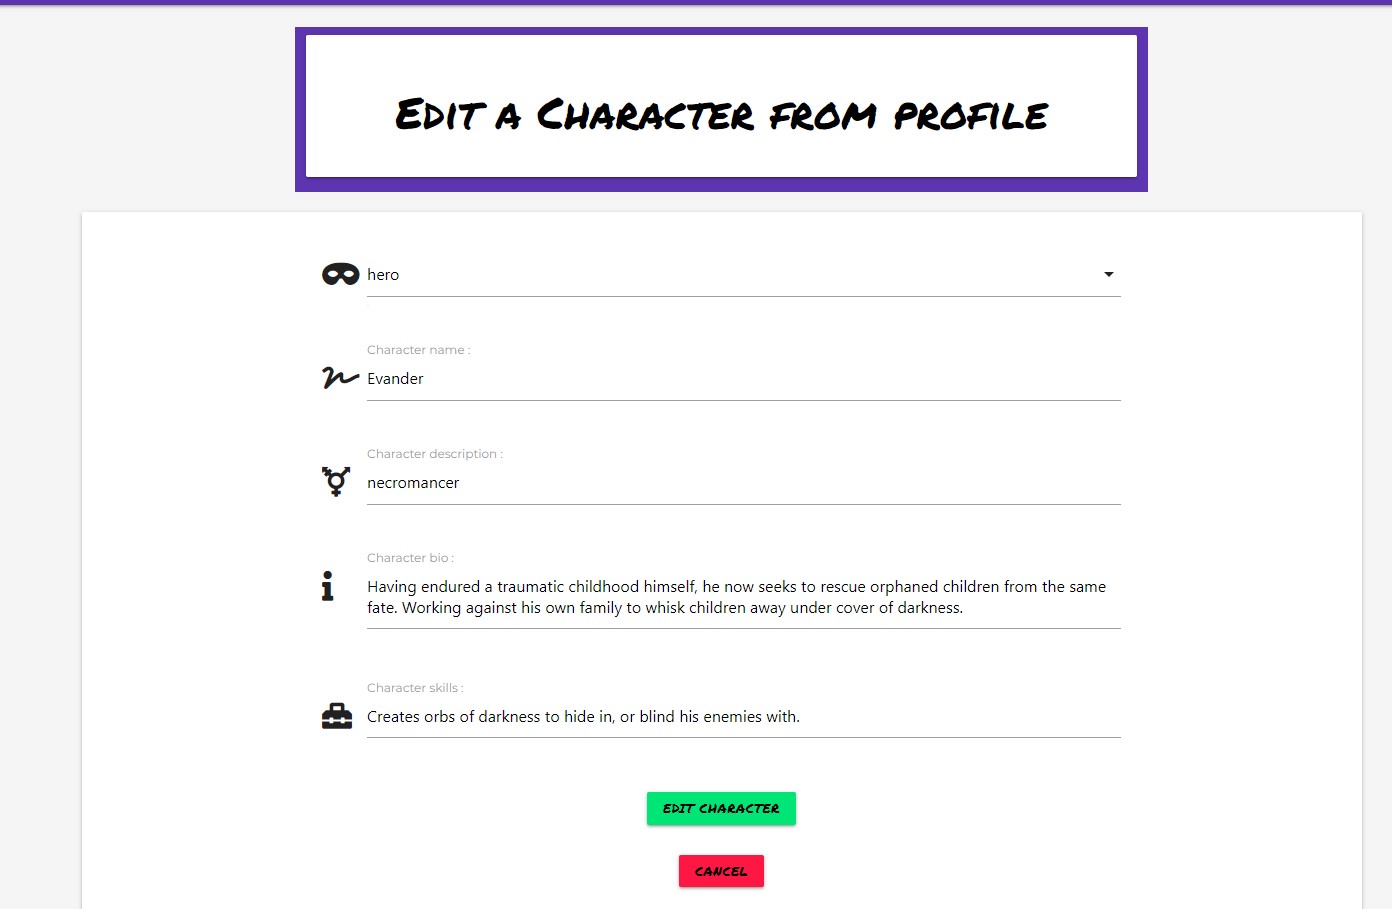 Edit a Character from profile
hero
Character name :
Evander
Character description :
necromancer
Character bio :
Having endured a traumatic childhood himself, he now seeks to rescue orphaned children from the same
fate. Working against his own family to whisk children away under cover of darkness.
Character skills :
Creates orbs of darkness to hide in, or blind his enemies with.
EDIT CHARACTER
CANCEL